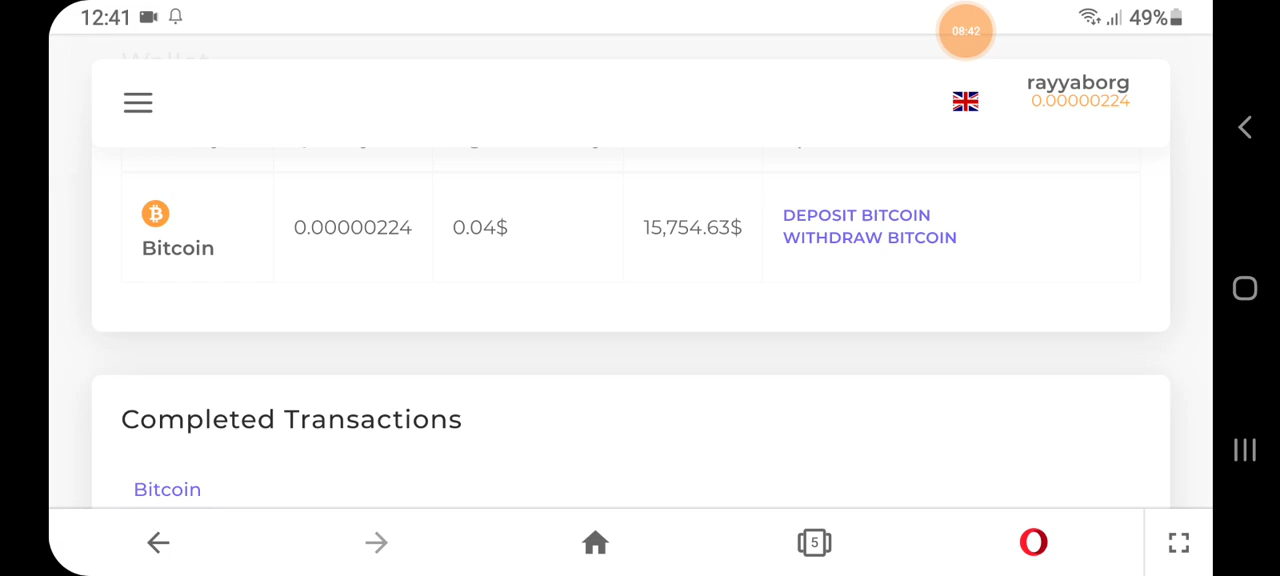 12:41
08:42
49%
Wallet
rayyaborg
0.00000224
Bitcoin
0.00000224
0.04$
15,754.63$
DEPOSIT BITCOIN
WITHDRAW BITCOIN
Completed Transactions
Bitcoin
5